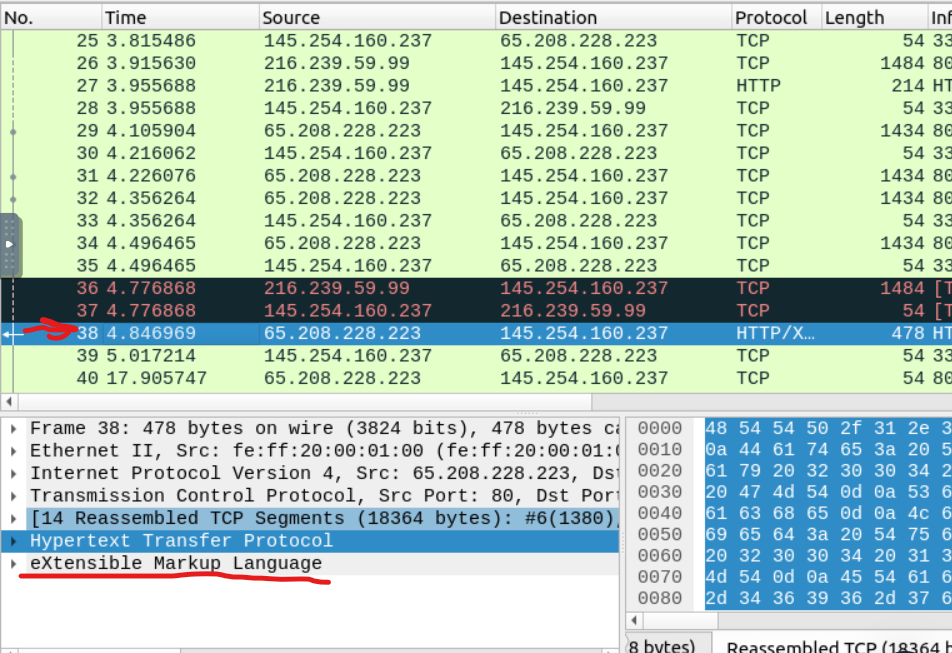 No. Time Source Destination Protocol Length Inf
25 3.815486 145.254.160.237 65.208.228.223 TCP 54 33
26 3.915630 216.239.59.99 145.254.160.237 TCP 1484 80
27 3.955688 216.239.59.99 145.254.160.237 HTTP 214 HT
28 3.955688 145.254.160.237 216.239.59.99 TCP 54 33
29 4.105904 65.208.228.223 145.254.160.237 TCP 1434 80
30 4.216062 145.254.160.237 65.208.228.223 TCP 54 33
31 4.226076 65.208.228.223 145.254.160.237 TCP 1434 80
32 4.356264 65.208.228.223 145.254.160.237 TCP 1434 80
33 4.356264 145.254.160.237 65.208.228.223 TCP 54 33
34 4.496465 65.208.228.223 145.254.160.237 TCP 1434 80
35 4.496465 145.254.160.237 65.208.228.223 TCP 54 33
36 4.776868 216.239.59.99 145.254.160.237 TCP 1484 [T
37 4.776868 145.254.160.237 216.239.59.99 TCP 54 [T
38 4.846969 65.208.228.223 145.254.160.237 HTTP/X… 478 HT
39 5.017214 145.254.160.237 65.208.228.223 TCP 54 33
40 17.905747 65.208.228.223 145.254.160.237 TCP 54 80
Frame 38: 478 bytes on wire (3824 bits), 478 bytes ca
Ethernet II, Src: fe:ff:20:00:01:00 (fe:ff:20:00:01:0
Internet Protocol Version 4, Src: 65.208.228.223, Dst
Transmission Control Protocol, Src Port: 80, Dst Port
[14 Reassembled TCP Segments (18364 bytes): #6(1380),
Hypertext Transfer Protocol
eXtensible Markup Language
0000 48 54 54 50 2f 31 2e 3
0010 0a 44 61 74 65 3a 20 5
0020 61 79 20 32 30 30 34 2
0030 20 47 4d 54 0d 0a 53 6
0040 61 63 68 65 0d 0a 4c 6
0050 69 65 64 3a 20 54 75 6
0060 20 32 30 30 34 20 31 3
0070 4d 54 0d 0a 45 54 61 6
0080 2d 34 36 39 36 2d 37 6
8 bytes) Reassembled TCP (18364 b